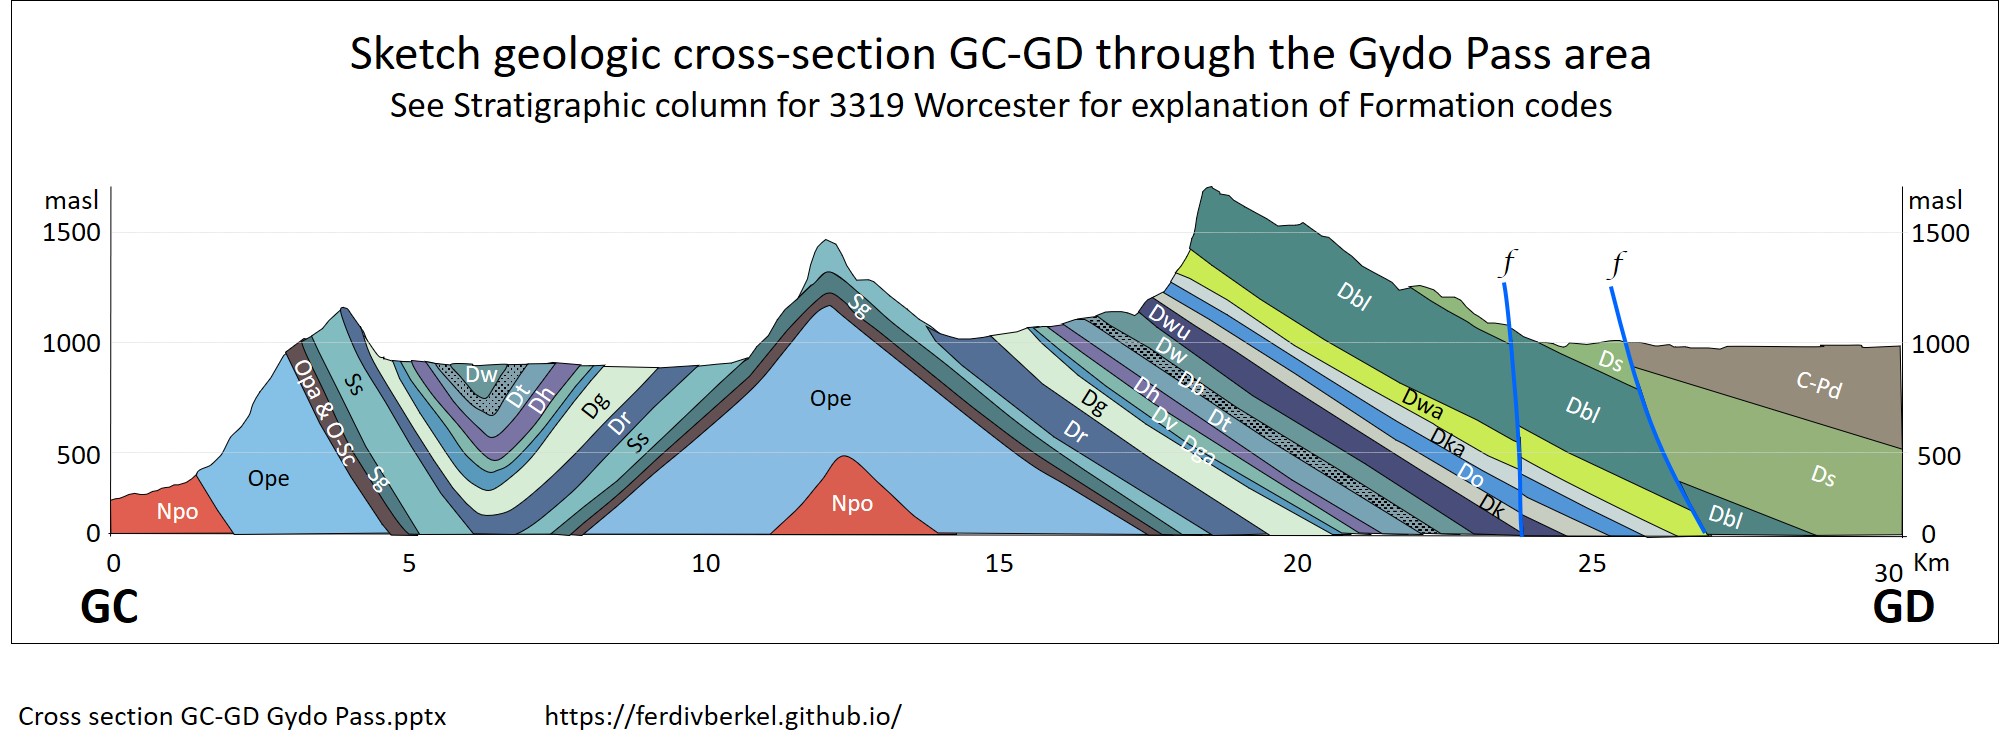 Sketch geologic cross-section GC-GD through the Gydo Pass area
See Stratigraphic column for 3319 Worcester for explanation of Formation codes
masl
masl
1500
1500
1000
1000
500
500
0
0
f
f
Npo
Ope
Opa & O-Sc
Sg
Ss
Dw
Dt
Dh
Dg
Dr
Ss
Sg
Ope
Npo
Dr
Dg
Dv
Dga
Dh
Dt
Db
Dw
Dwu
Dk
Do
Dka
Dwa
Dbl
Dbl
Dbl
Ds
Ds
C-Pd
0
5
10
15
20
25
30
Km
GC
GD
Cross section GC-GD Gydo Pass.pptx
https://ferdivberkel.github.io/